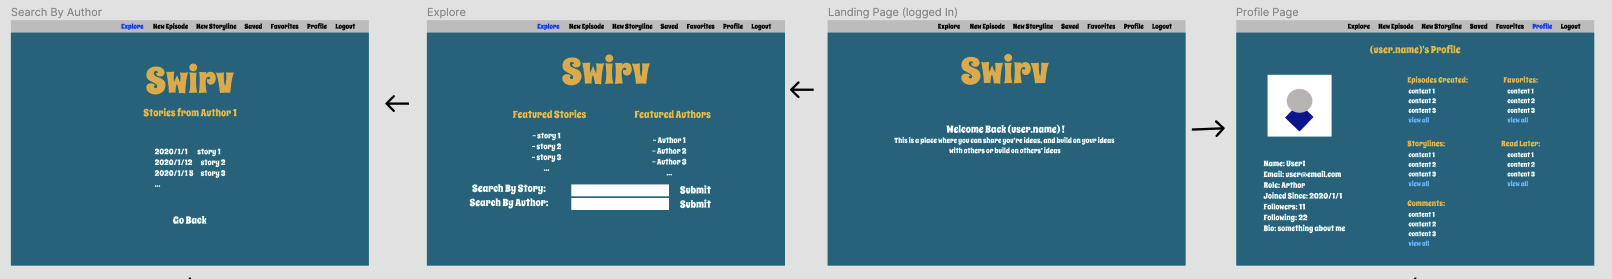 Search By Author
Explore New Episode New Storyline Saved Favorites Profile Logout
Swirv
Stories from Author 1
2020/1/1 story 1
2020/1/12 story 2
2020/1/15 story 3
...
Go Back
Explore
Explore New Episode New Storyline Saved Favorites Profile Logout
Swirv
Featured Stories
- story 1
- story 2
- story 3
...
Featured Authors
- Author 1
- Author 2
- Author 3
...
Search By Story: Submit
Search By Author: Submit
Landing Page (logged In)
Explore New Episode New Storyline Saved Favorites Profile Logout
Swirv
Welcome Back (user.name) !
This is a place where you can share you're ideas, and build on your ideas
with others or build on others' ideas
Profile Page
Explore New Episode New Storyline Saved Favorites Profile Logout
(user.name)'s Profile
Name: User1
Email: user@email.com
Role: Arthor
Joined Since: 2020/1/1
Followers: 11
Following: 22
Bio: something about me
Episodes Created:
content 1
content 2
content 3
view all
Storylines:
content 1
content 2
content 3
view all
Comments:
content 1
content 2
content 3
view all
Favorites:
content 1
content 2
content 3
view all
Read Later:
content 1
content 2
content 3
view all